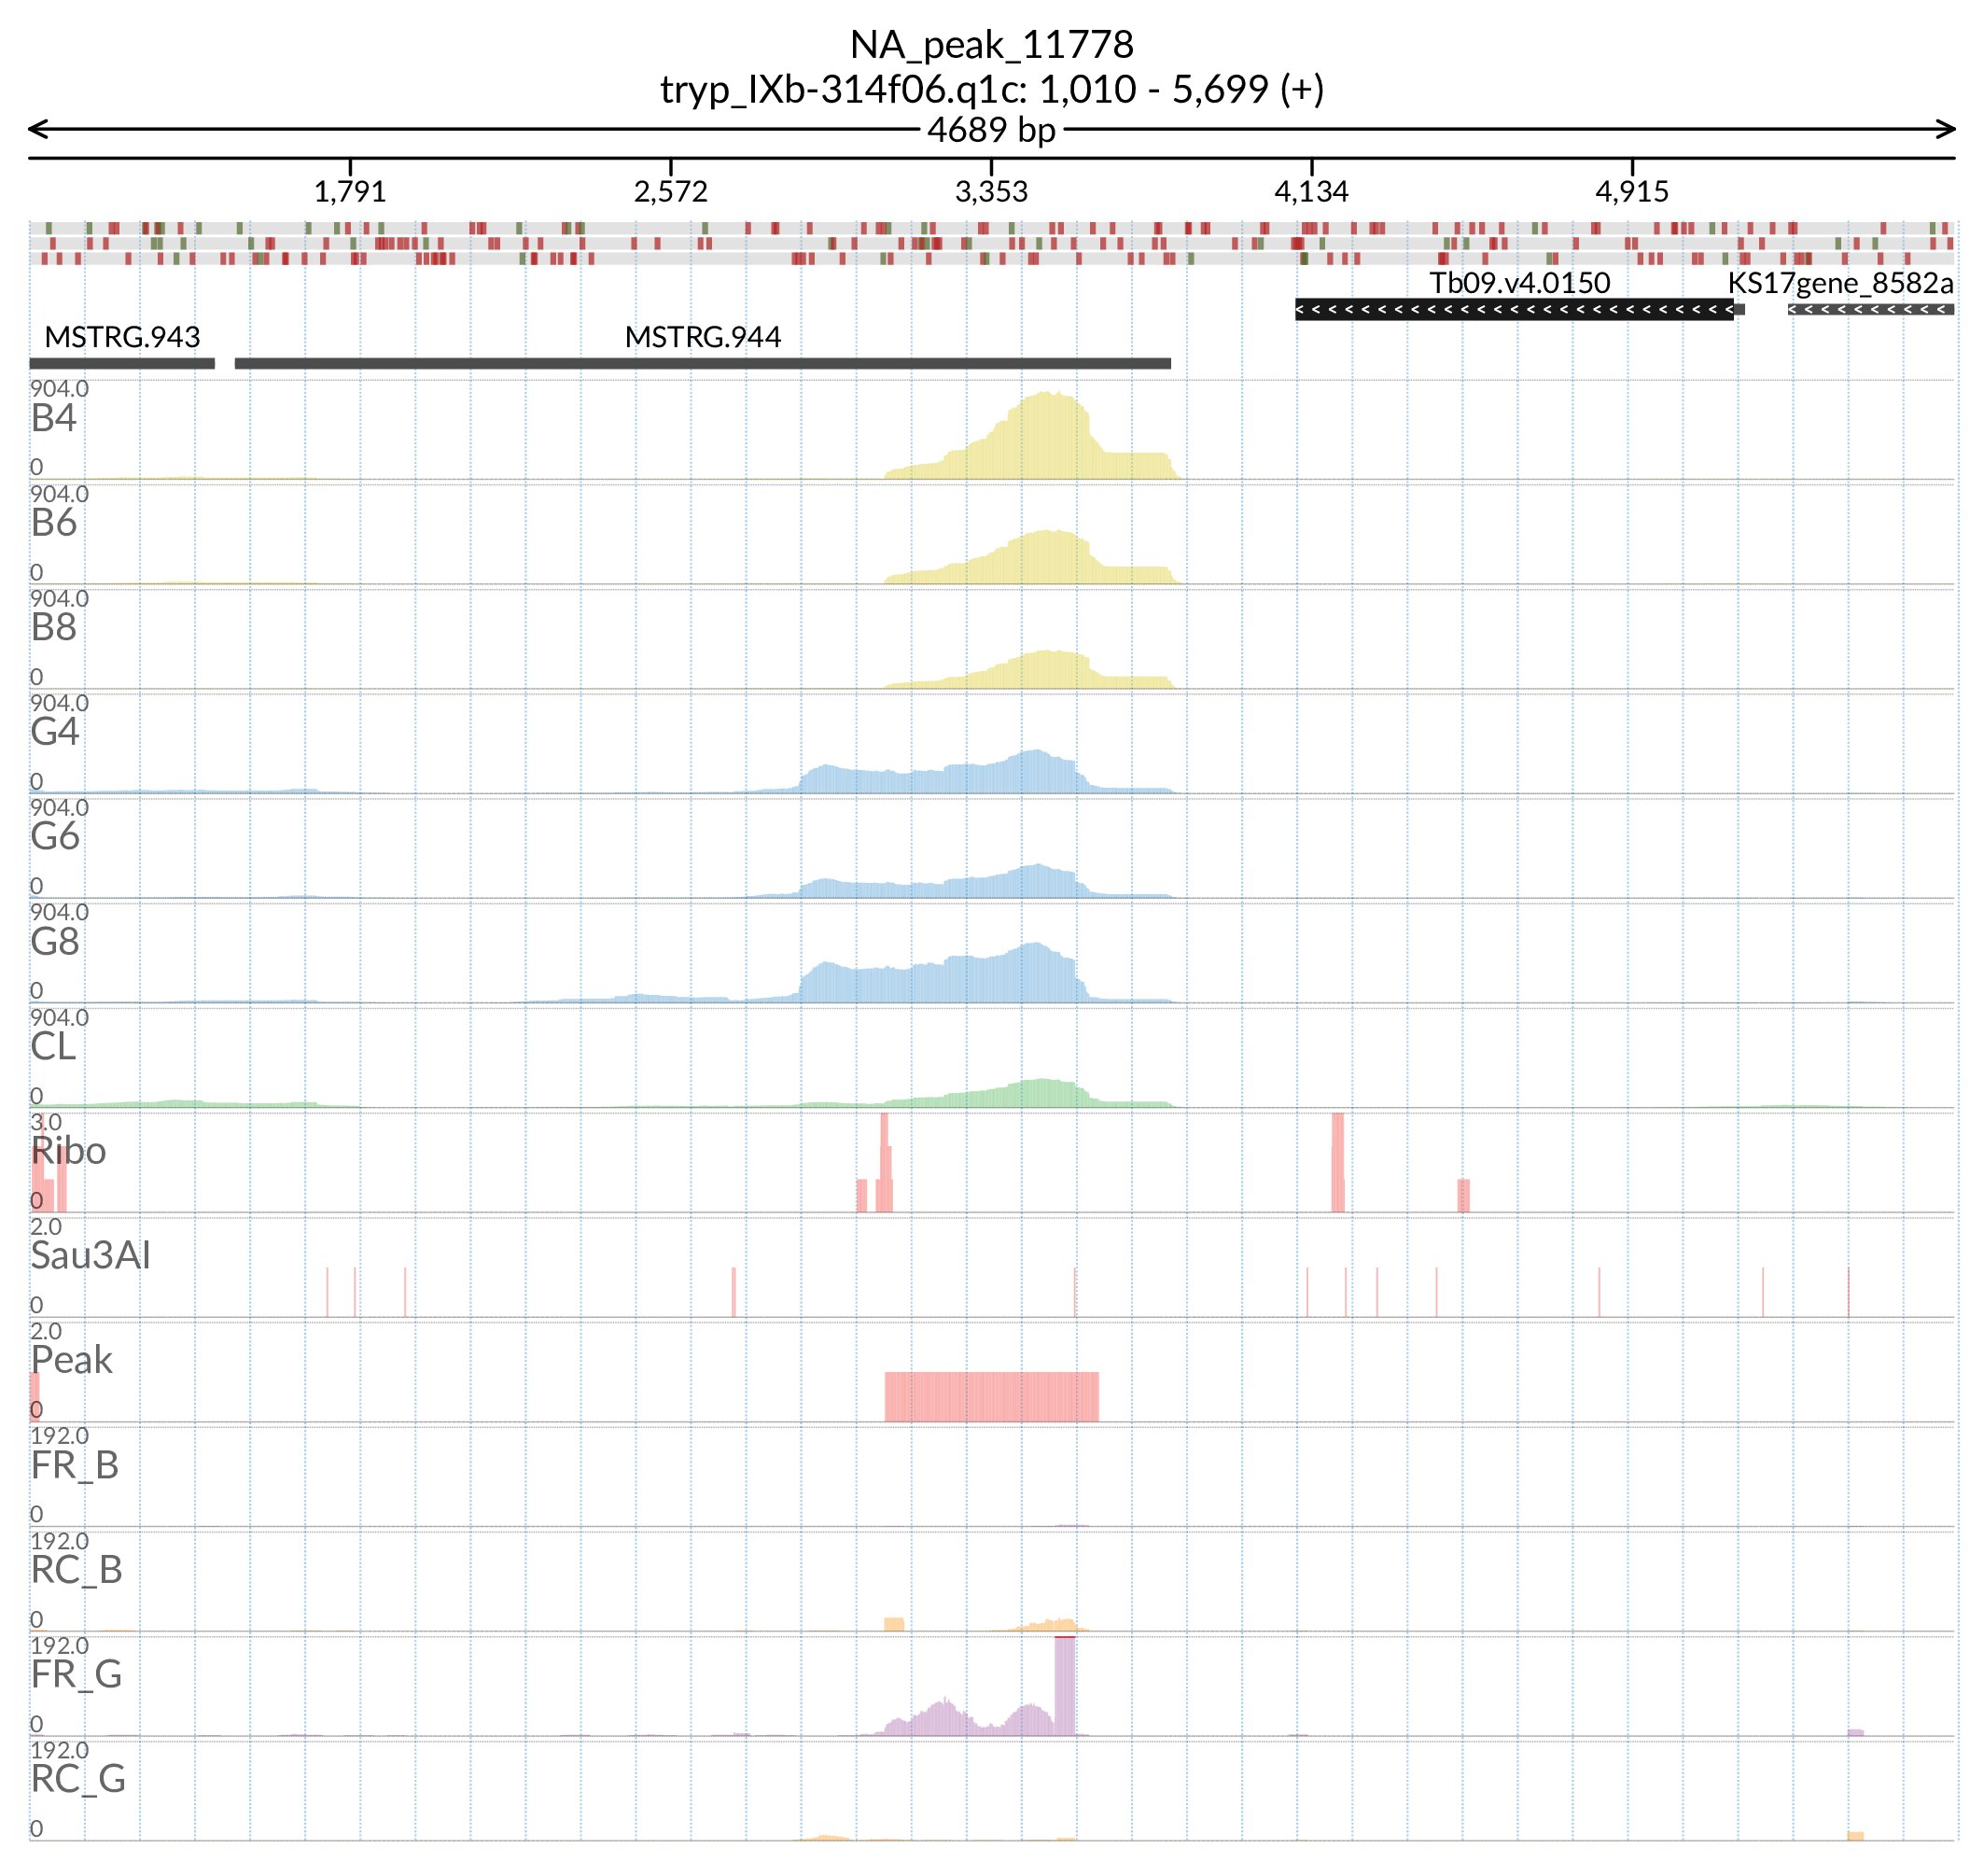 NA_peak_11778
tryp_IXb-314f06.q1c: 1,010 - 5,699 (+)
4689 bp
1,791 2,572 3,353 4,134 4,915
Tb09.v4.0150 KS17gene_8582a
MSTRG.943 MSTRG.944
904.0
B4
0
904.0
B6
0
904.0
B8
0
904.0
G4
0
904.0
G6
0
904.0
G8
0
904.0
CL
0
3.0
Ribo
0
2.0
Sau3AI
0
2.0
Peak
0
192.0
FR_B
0
192.0
RC_B
0
192.0
FR_G
0
192.0
RC_G
0